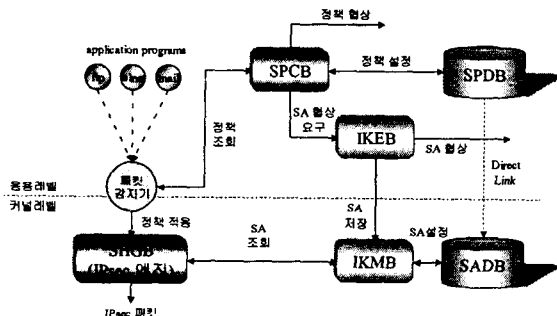 정책 협상
application programs
ftp
ping
mail
SPCB
정책 설정
SPDB
정책
조회
SA 협상
요구
IKEB
SA 협상
Direct
Link
패킷
감지기
응용레벨
커널레벨
정책 적용
SA
저장
SA
조회
SA설정
(IPsec 엔진)
IKMB
SADB
IPsec 패킷